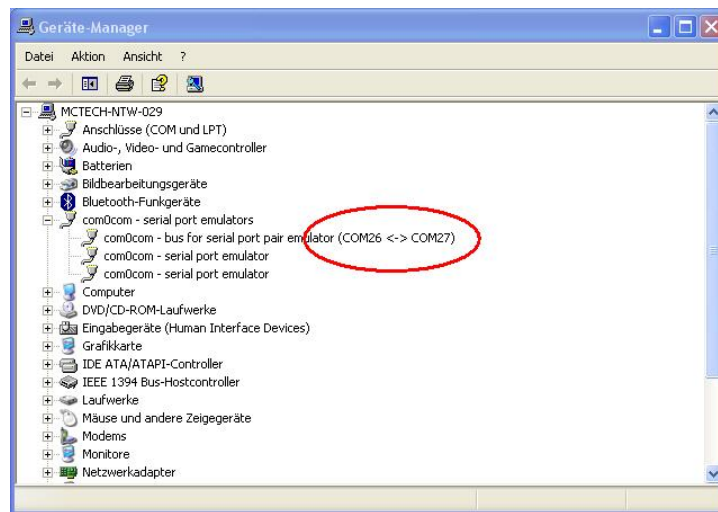 Geräte-Manager
Datei Aktion Ansicht ?
MCTECH-NTW-029
Anschlüsse (COM und LPT)
Audio-, Video- und Gamecontroller
Batterien
Bildbearbeitungsgeräte
Bluetooth-Funkgeräte
com0com - serial port emulators
com0com - bus for serial port pair emulator (COM26 <-> COM27)
com0com - serial port emulator
com0com - serial port emulator
Computer
DVD/CD-ROM-Laufwerke
Eingabegeräte (Human Interface Devices)
Grafikkarte
IDE ATA/ATAPI-Controller
IEEE 1394 Bus-Hostcontroller
Laufwerke
Mäuse und andere Zeigegeräte
Modems
Monitore
Netzwerkadapter